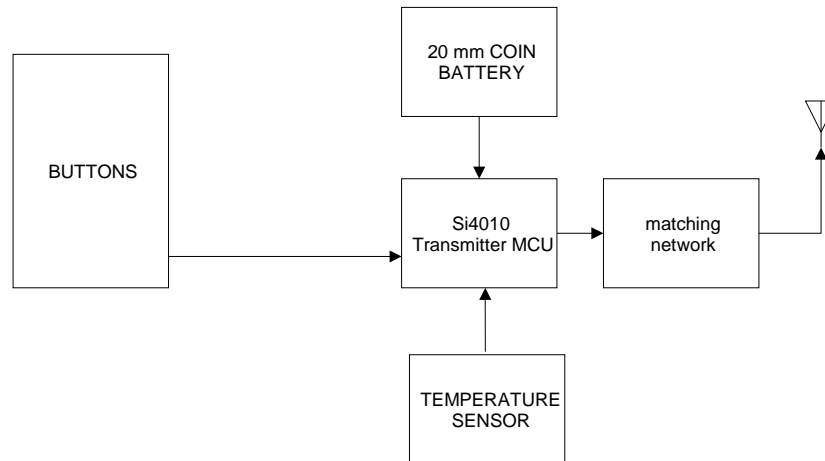 20 mm COIN
BATTERY
BUTTONS
Si4010
Transmitter MCU
matching
network
TEMPERATURE
SENSOR